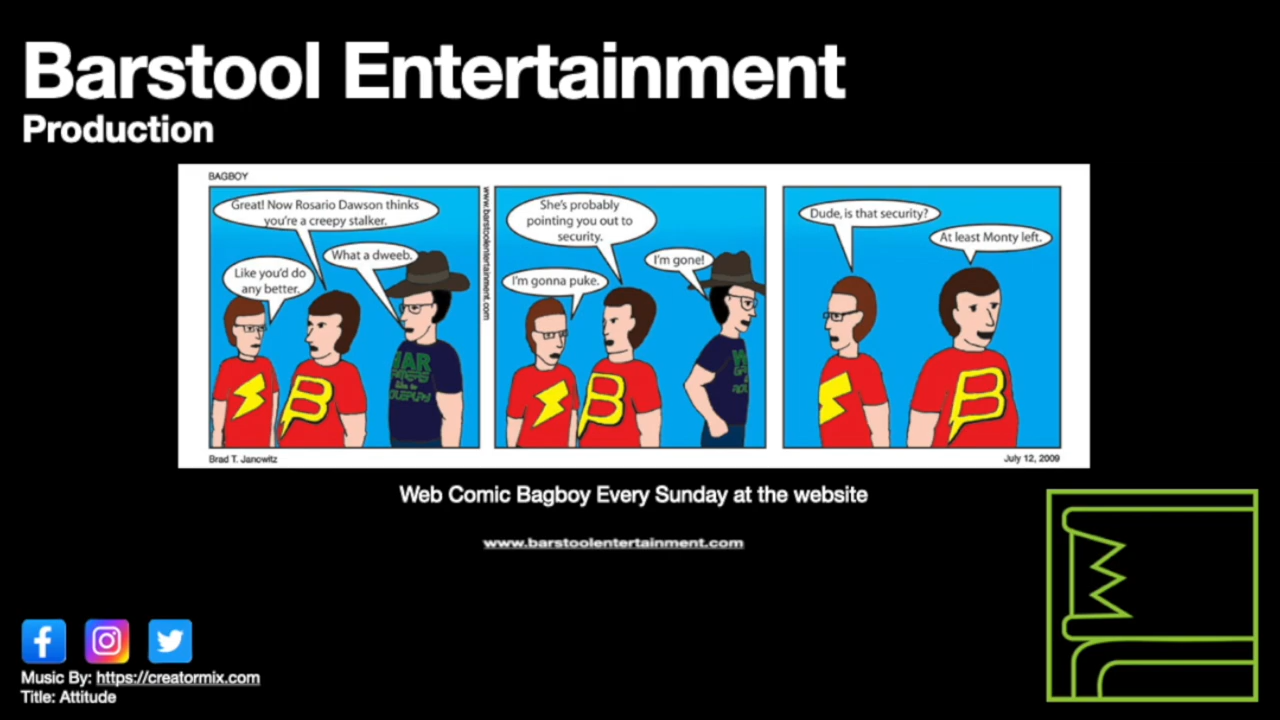 Barstool Entertainment
Production
BAGBOY
Great! Now Rosario Dawson thinks
you're a creepy stalker.
What a dweeb.
Like you'd do
any better.
www.barstoolentertainment.com
She's probably
pointing you out to
security.
I'm gonna puke.
I'm gone!
Dude, is that security?
At least Monty left.
Brad T. Janowitz
July 12, 2009
Web Comic Bagboy Every Sunday at the website
www.barstoolentertainment.com
Music By: https://creatormix.com
Title: Attitude